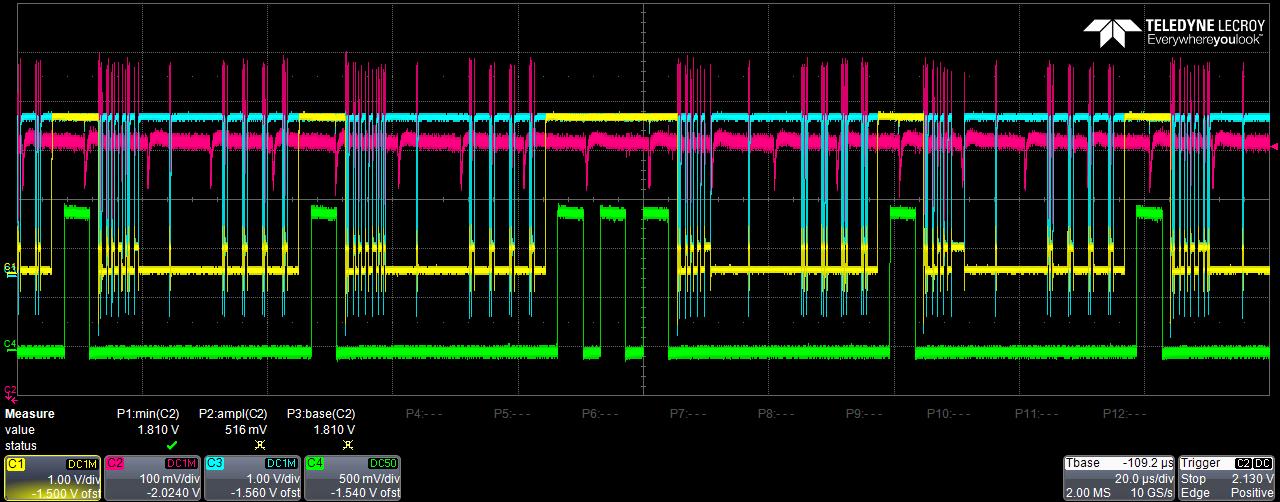 TELEDYNE LECROY
Everywhereyoulook™
C1
C4
C2
Measure P1:min(C2) P2:ampl(C2) P3:base(C2) P4:--- P5:--- P6:--- P7:--- P8:--- P9:--- P10:--- P11:--- P12:---
value 1.810 V 516 mV 1.810 V
status
C1 DC1M C2 DC1M C3 DC1M C4 DC50 Tbase -109.2 µs Trigger C2 DC
1.00 V/div 100 mV/div 1.00 V/div 500 mV/div 20.0 µs/div Stop 2.130 V
-1.500 V ofst -2.0240 V -1.560 V ofst -1.540 V ofst 2.00 MS 10 GS/s Edge Positive